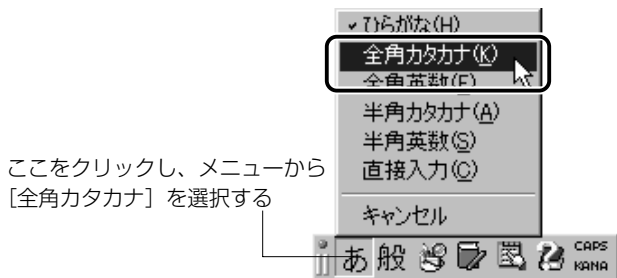 ひらがな(H)
全角カタカナ(K)
全角英数(E)
半角カタカナ(A)
半角英数(S)
直接入力(C)
キャンセル
ここをクリックし、メニューから
[全角カタカナ] を選択する
あ 般 CAPS
KANA